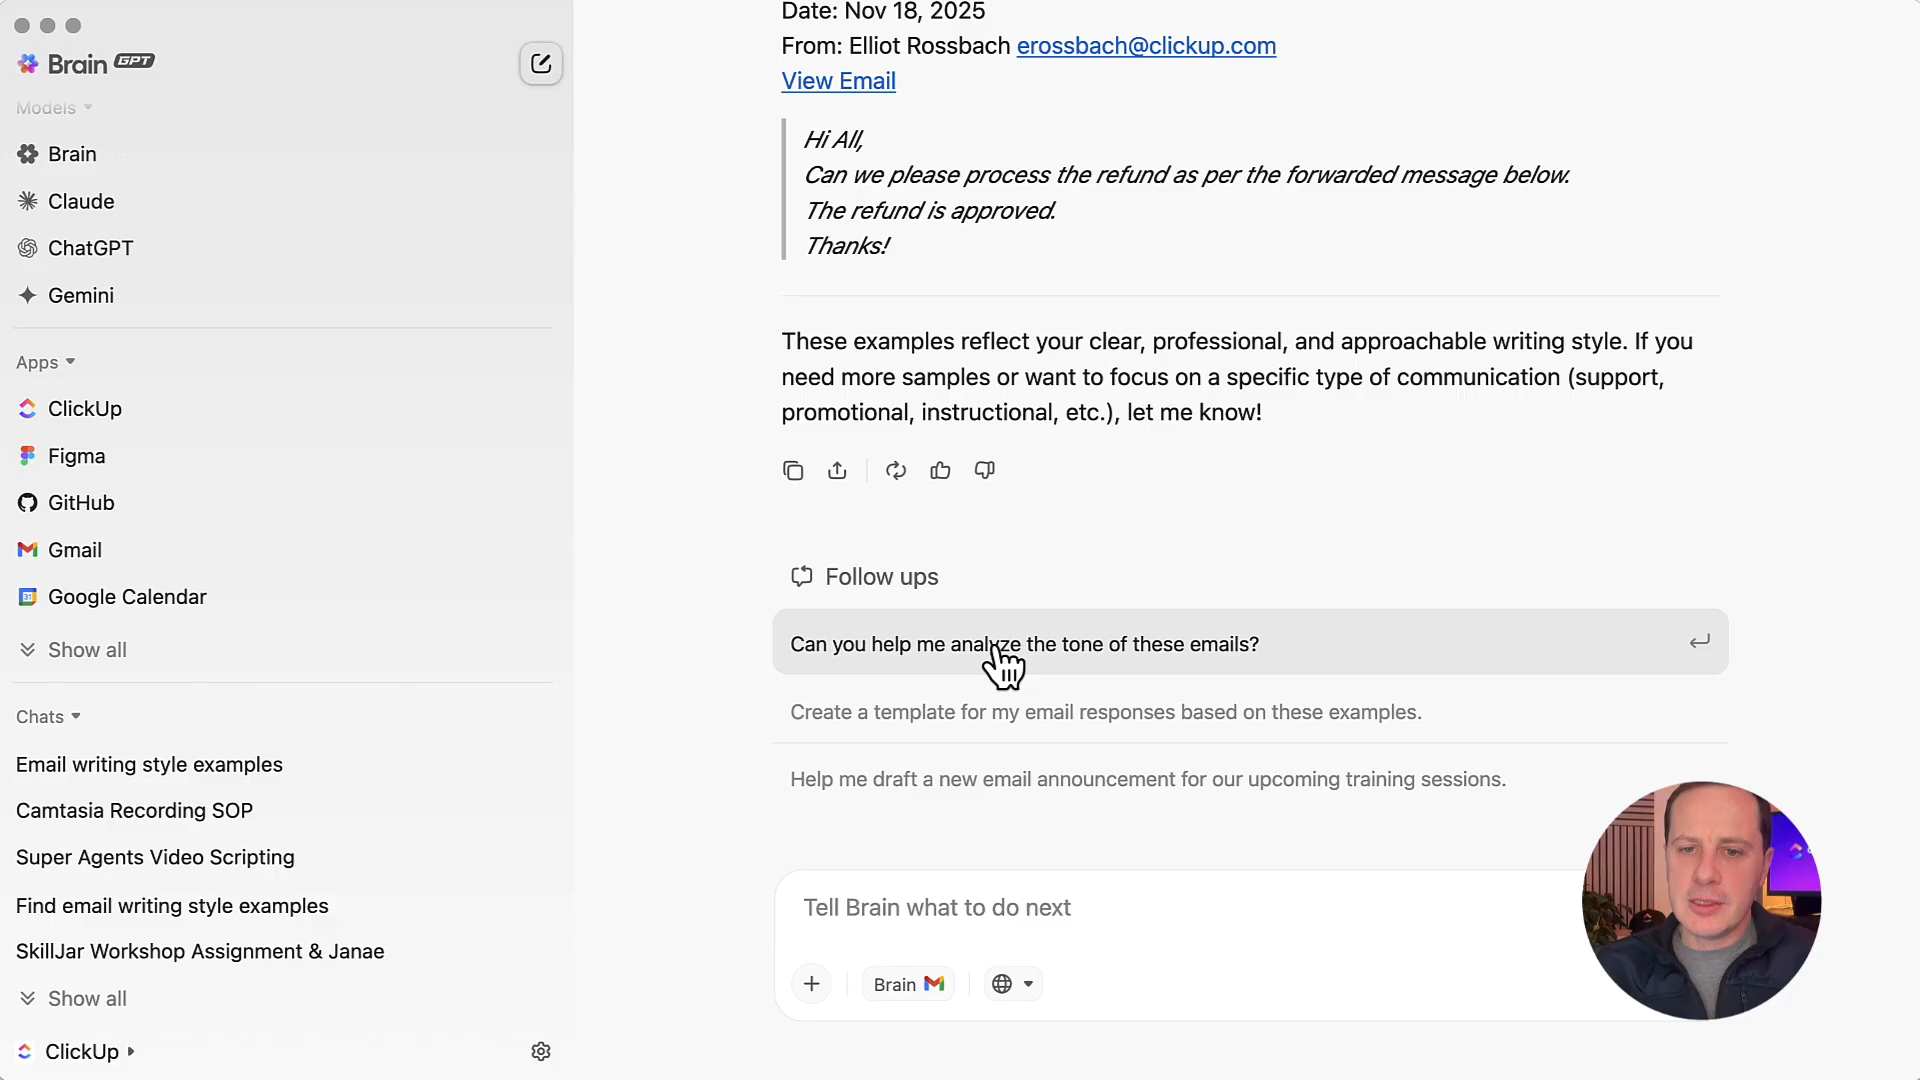 Brain GPT
Models
Brain
Claude
ChatGPT
Gemini
Apps
ClickUp
Figma
GitHub
Gmail
Google Calendar
Show all
Chats
Email writing style examples
Camtasia Recording SOP
Super Agents Video Scripting
Find email writing style examples
SkillJar Workshop Assignment & Janae
Show all
ClickUp
Date: Nov 18, 2025
From: Elliot Rossbach erossbach@clickup.com
View Email
Hi All,
Can we please process the refund as per the forwarded message below.
The refund is approved.
Thanks!
These examples reflect your clear, professional, and approachable writing style. If you
need more samples or want to focus on a specific type of communication (support,
promotional, instructional, etc.), let me know!
Follow ups
Can you help me analyze the tone of these emails?
Create a template for my email responses based on these examples.
Help me draft a new email announcement for our upcoming training sessions.
Tell Brain what to do next
Brain